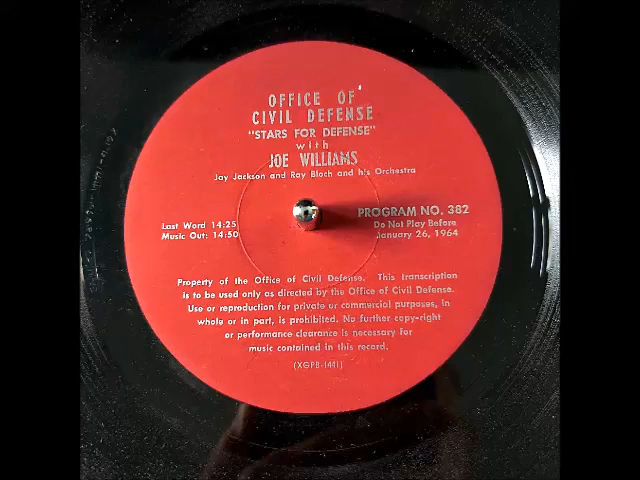 OFFICE OF
CIVIL DEFENSE
"STARS FOR DEFENSE"
with
JOE WILLIAMS
Jay Jackson and Ray Bloch and his Orchestra
Last Word 14:25
Music Out: 14:50
PROGRAM NO. 382
Do Not Play Before
January 26, 1964
Property of the Office of Civil Defense. This transcription
is to be used only as directed by the Office of Civil Defense.
Use or reproduction for private or commercial purposes, in
whole or in part, is prohibited. No further copy-right
or performance clearance is necessary for
music contained in this record.
(XGPB-1441)